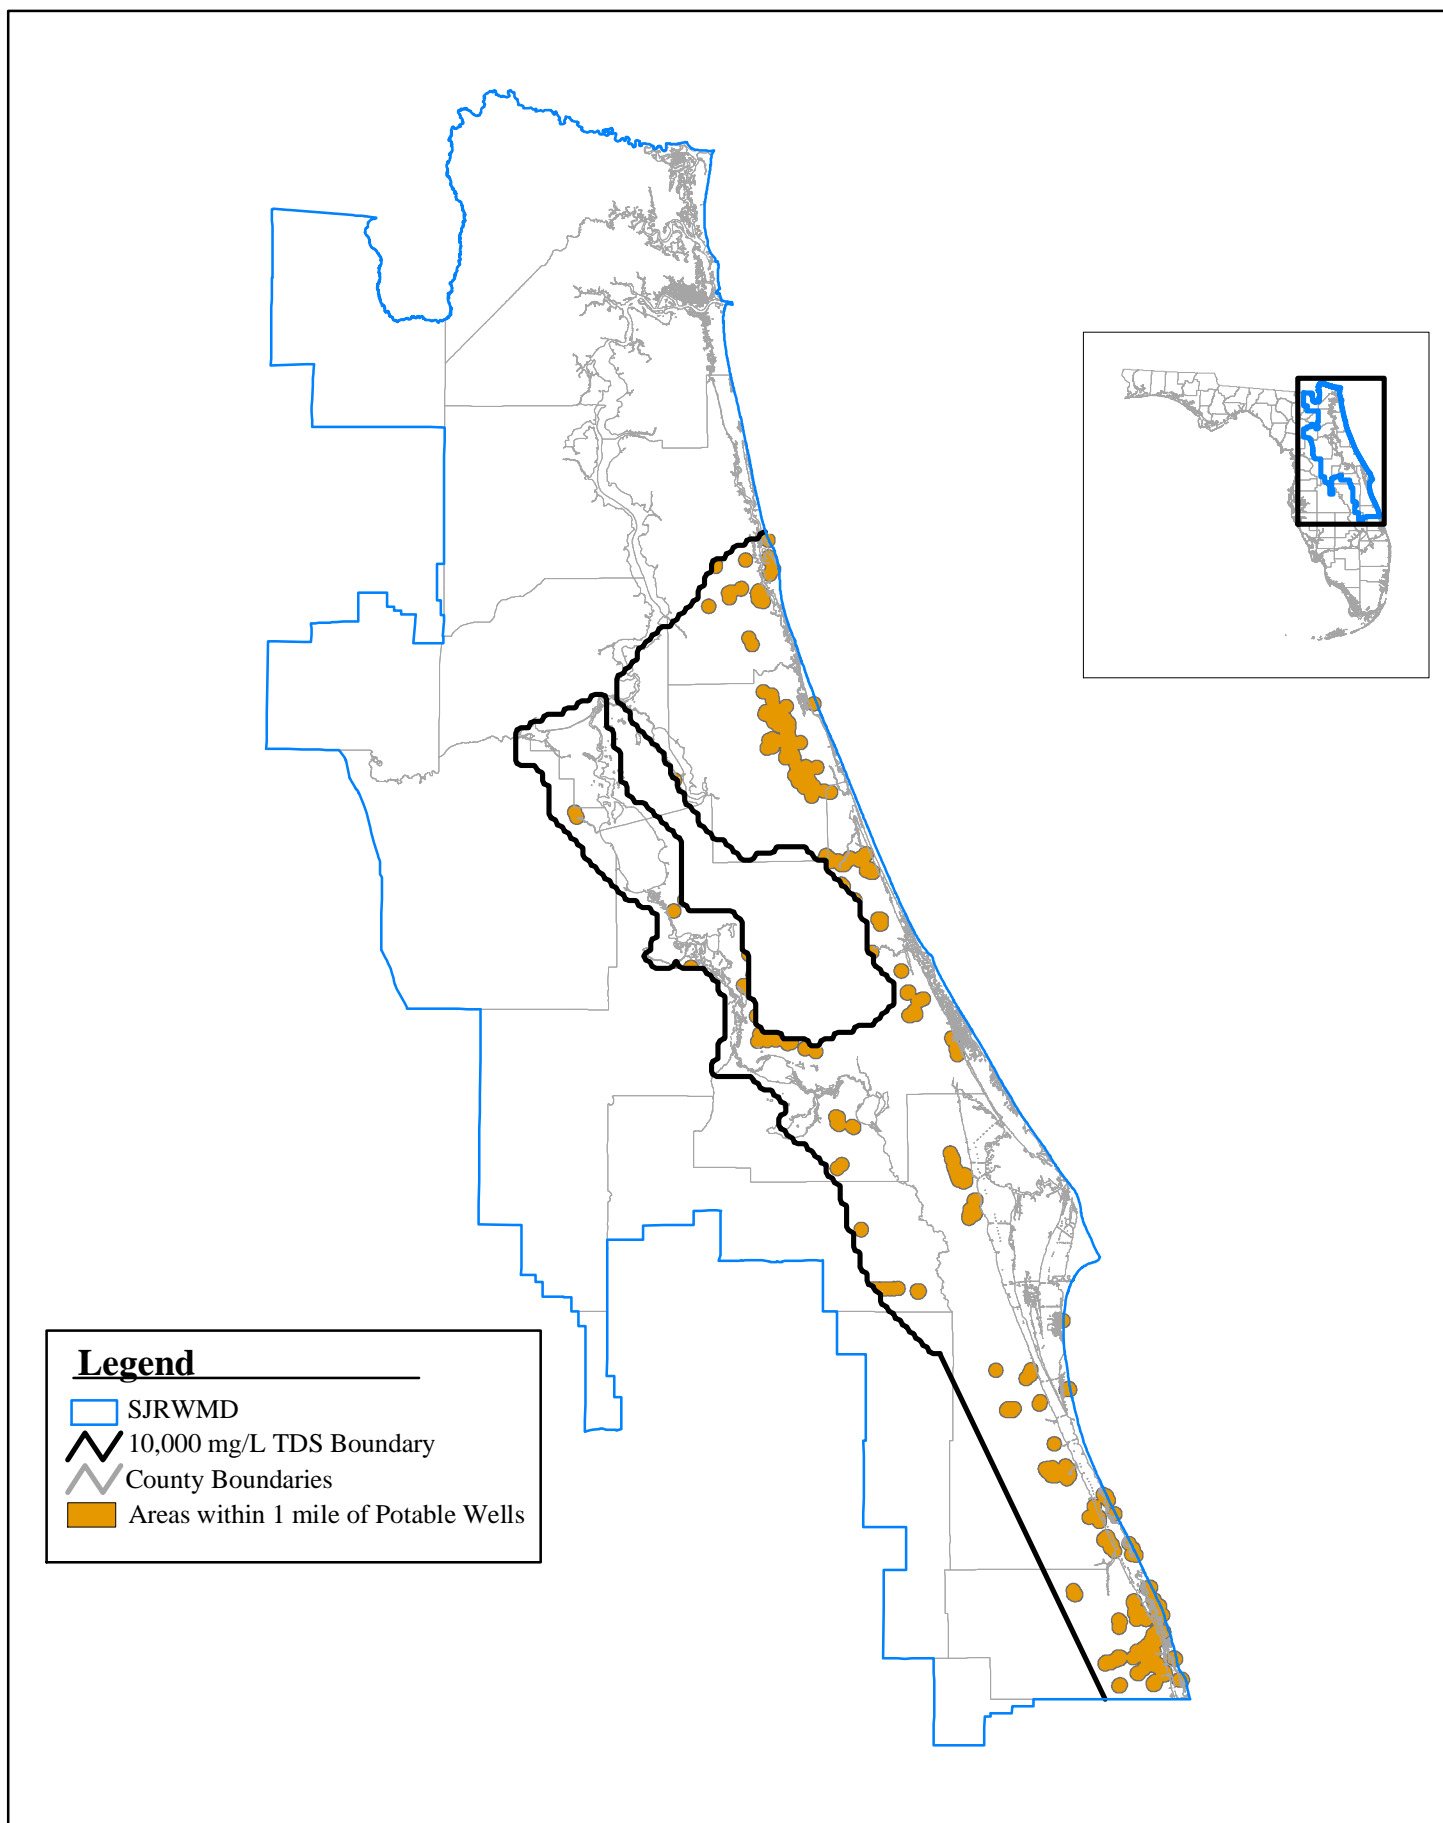 Legend
SJRWMD
10,000 mg/L TDS Boundary
County Boundaries
Areas within 1 mile of Potable Wells